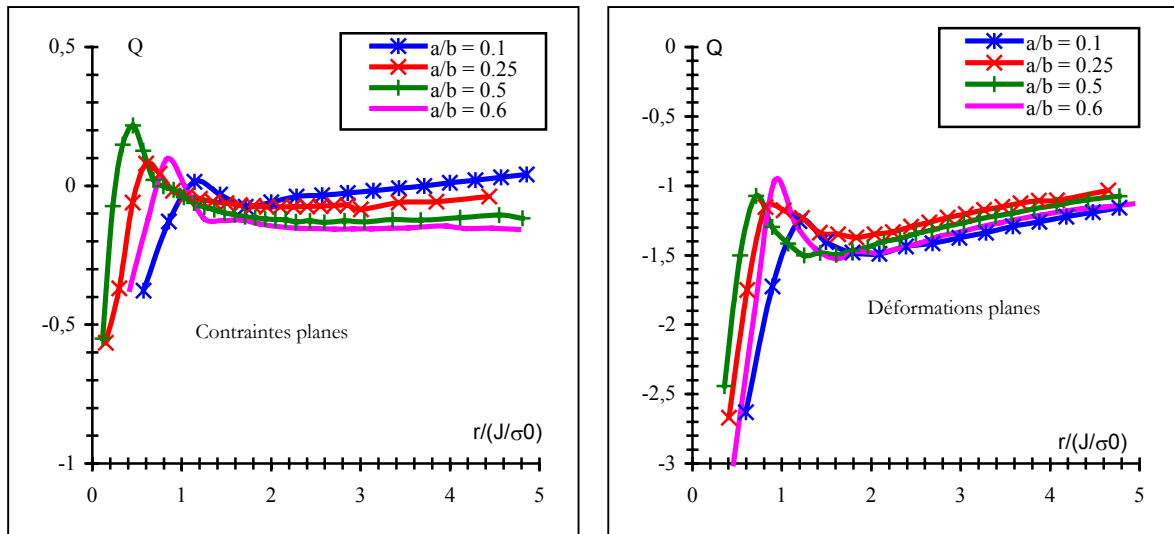 0,5
Q
a/b = 0.1
a/b = 0.25
a/b = 0.5
a/b = 0.6
0
-0,5
Contraintes planes
r/(J/σ0)
-1
0 1 2 3 4 5
0
Q
a/b = 0.1
a/b = 0.25
a/b = 0.5
a/b = 0.6
-0,5
-1
-1,5
Déformations planes
-2
-2,5
r/(J/σ0)
-3
0 1 2 3 4 5